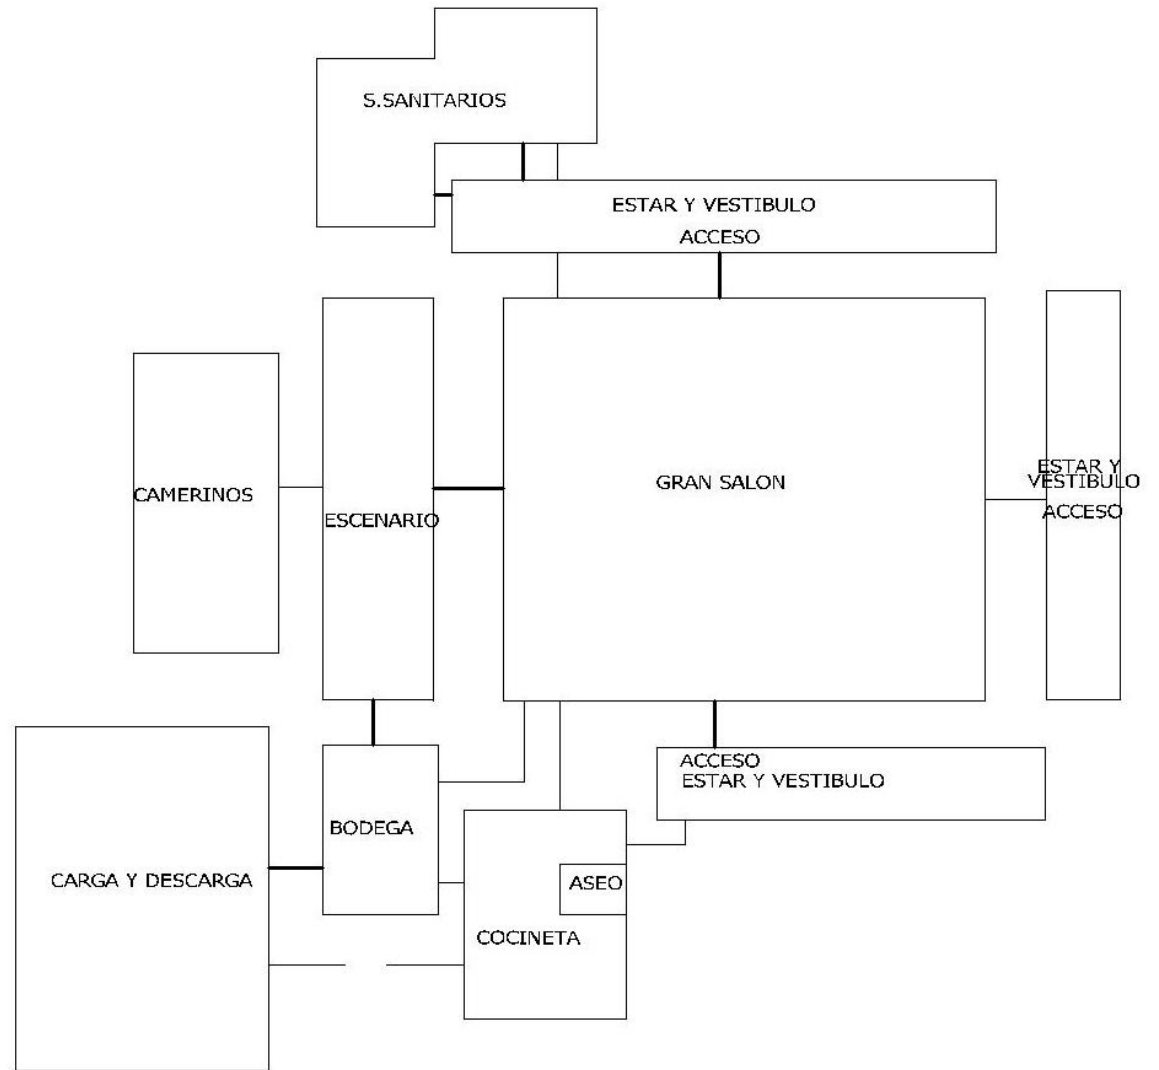 S.SANITARIOS
ESTAR Y VESTIBULO
ACCESO
CAMERINOS
ESCENARIO
GRAN SALON
ESTAR Y
VESTIBULO
ACCESO
ACCESO
ESTAR Y VESTIBULO
BODEGA
CARGA Y DESCARGA
ASEO
COCINETA